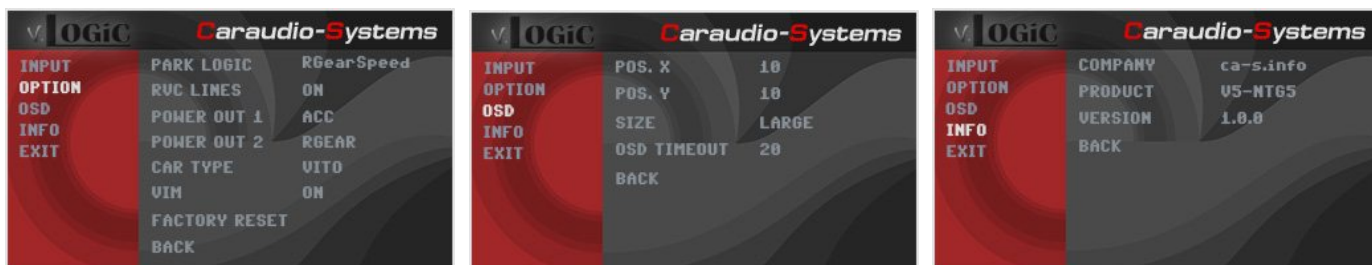 v.LOGiC Caraudio-Systems
INPUT
OPTION
OSD
INFO
EXIT
PARK LOGIC RGearSpeed
RVC LINES ON
POWER OUT 1 ACC
POWER OUT 2 RGEAR
CAR TYPE VITO
VIM ON
FACTORY RESET
BACK
v.LOGiC Caraudio-Systems
INPUT
OPTION
OSD
INFO
EXIT
POS. X 10
POS. Y 10
SIZE LARGE
OSD TIMEOUT 20
BACK
v.LOGiC Caraudio-Systems
INPUT
OPTION
OSD
INFO
EXIT
COMPANY ca-s.info
PRODUCT V5-NTG5
VERSION 1.0.0
BACK